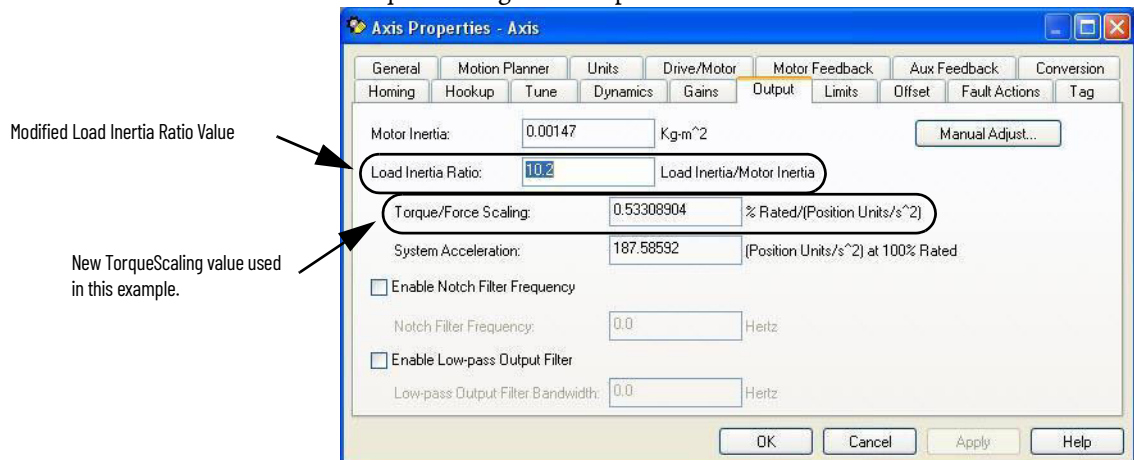 Axis Properties - Axis
General Motion Planner Units Drive/Motor Motor Feedback Aux Feedback Conversion
Homing Hookup Tune Dynamics Gains Output Limits Offset Fault Actions Tag
Modified Load Inertia Ratio Value
Motor Inertia: 0.00147 Kg-m^2 Manual Adjust...
Load Inertia Ratio: 10.2 Load Inertia/Motor Inertia
Torque/Force Scaling: 0.53308904 % Rated/(Position Units/s^2)
System Acceleration: 187.58592 (Position Units/s^2) at 100% Rated
New TorqueScaling value used
in this example.
Enable Notch Filter Frequency
Notch Filter Frequency: 0.0 Hertz
Enable Low-pass Output Filter
Low-pass Output Filter Bandwidth: 0.0 Hertz
OK Cancel Apply Help